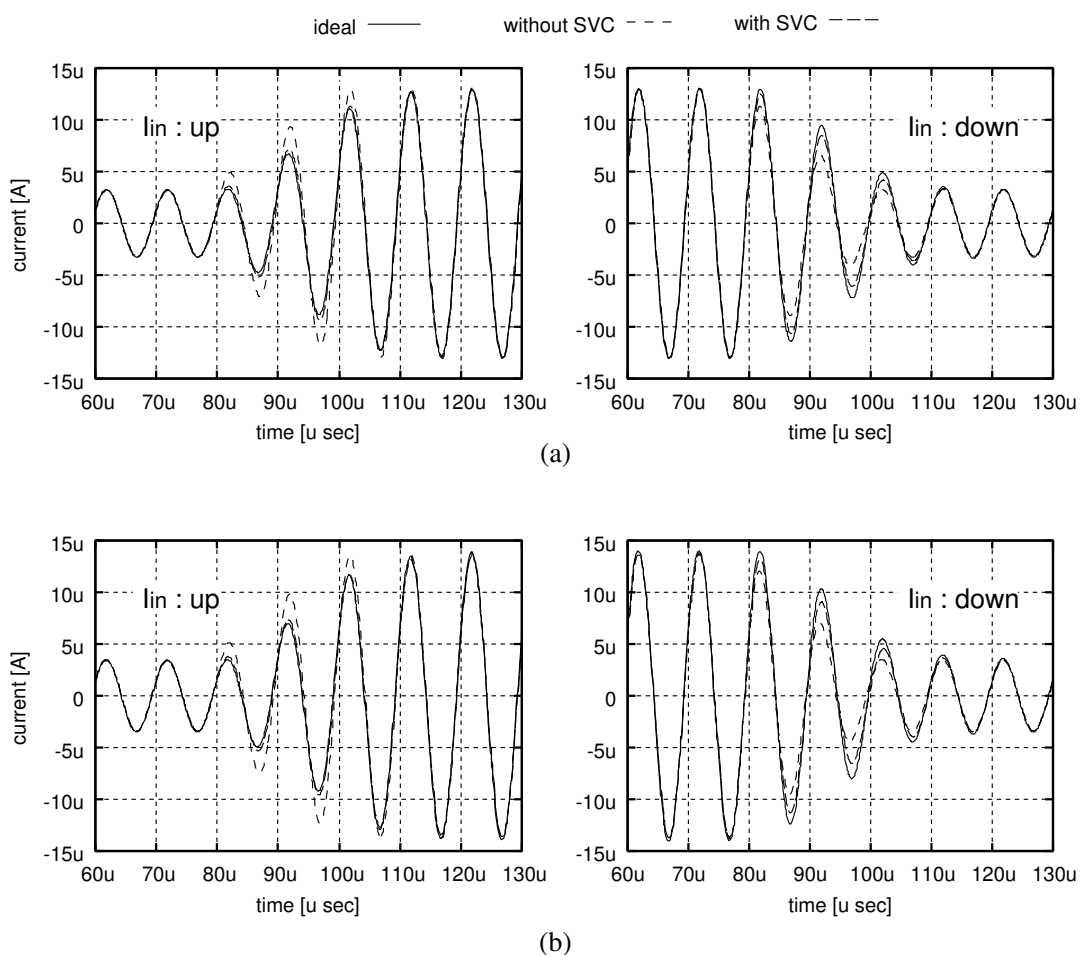 ideal without SVC with SVC
15u
10u
5u
0
-5u
-10u
-15u
current [A]
Iin : up
60u 70u 80u 90u 100u 110u 120u 130u
time [u sec]
15u
10u
5u
0
-5u
-10u
-15u
Iin : down
60u 70u 80u 90u 100u 110u 120u 130u
time [u sec]
(a)
15u
10u
5u
0
-5u
-10u
-15u
current [A]
Iin : up
60u 70u 80u 90u 100u 110u 120u 130u
time [u sec]
15u
10u
5u
0
-5u
-10u
-15u
Iin : down
60u 70u 80u 90u 100u 110u 120u 130u
time [u sec]
(b)